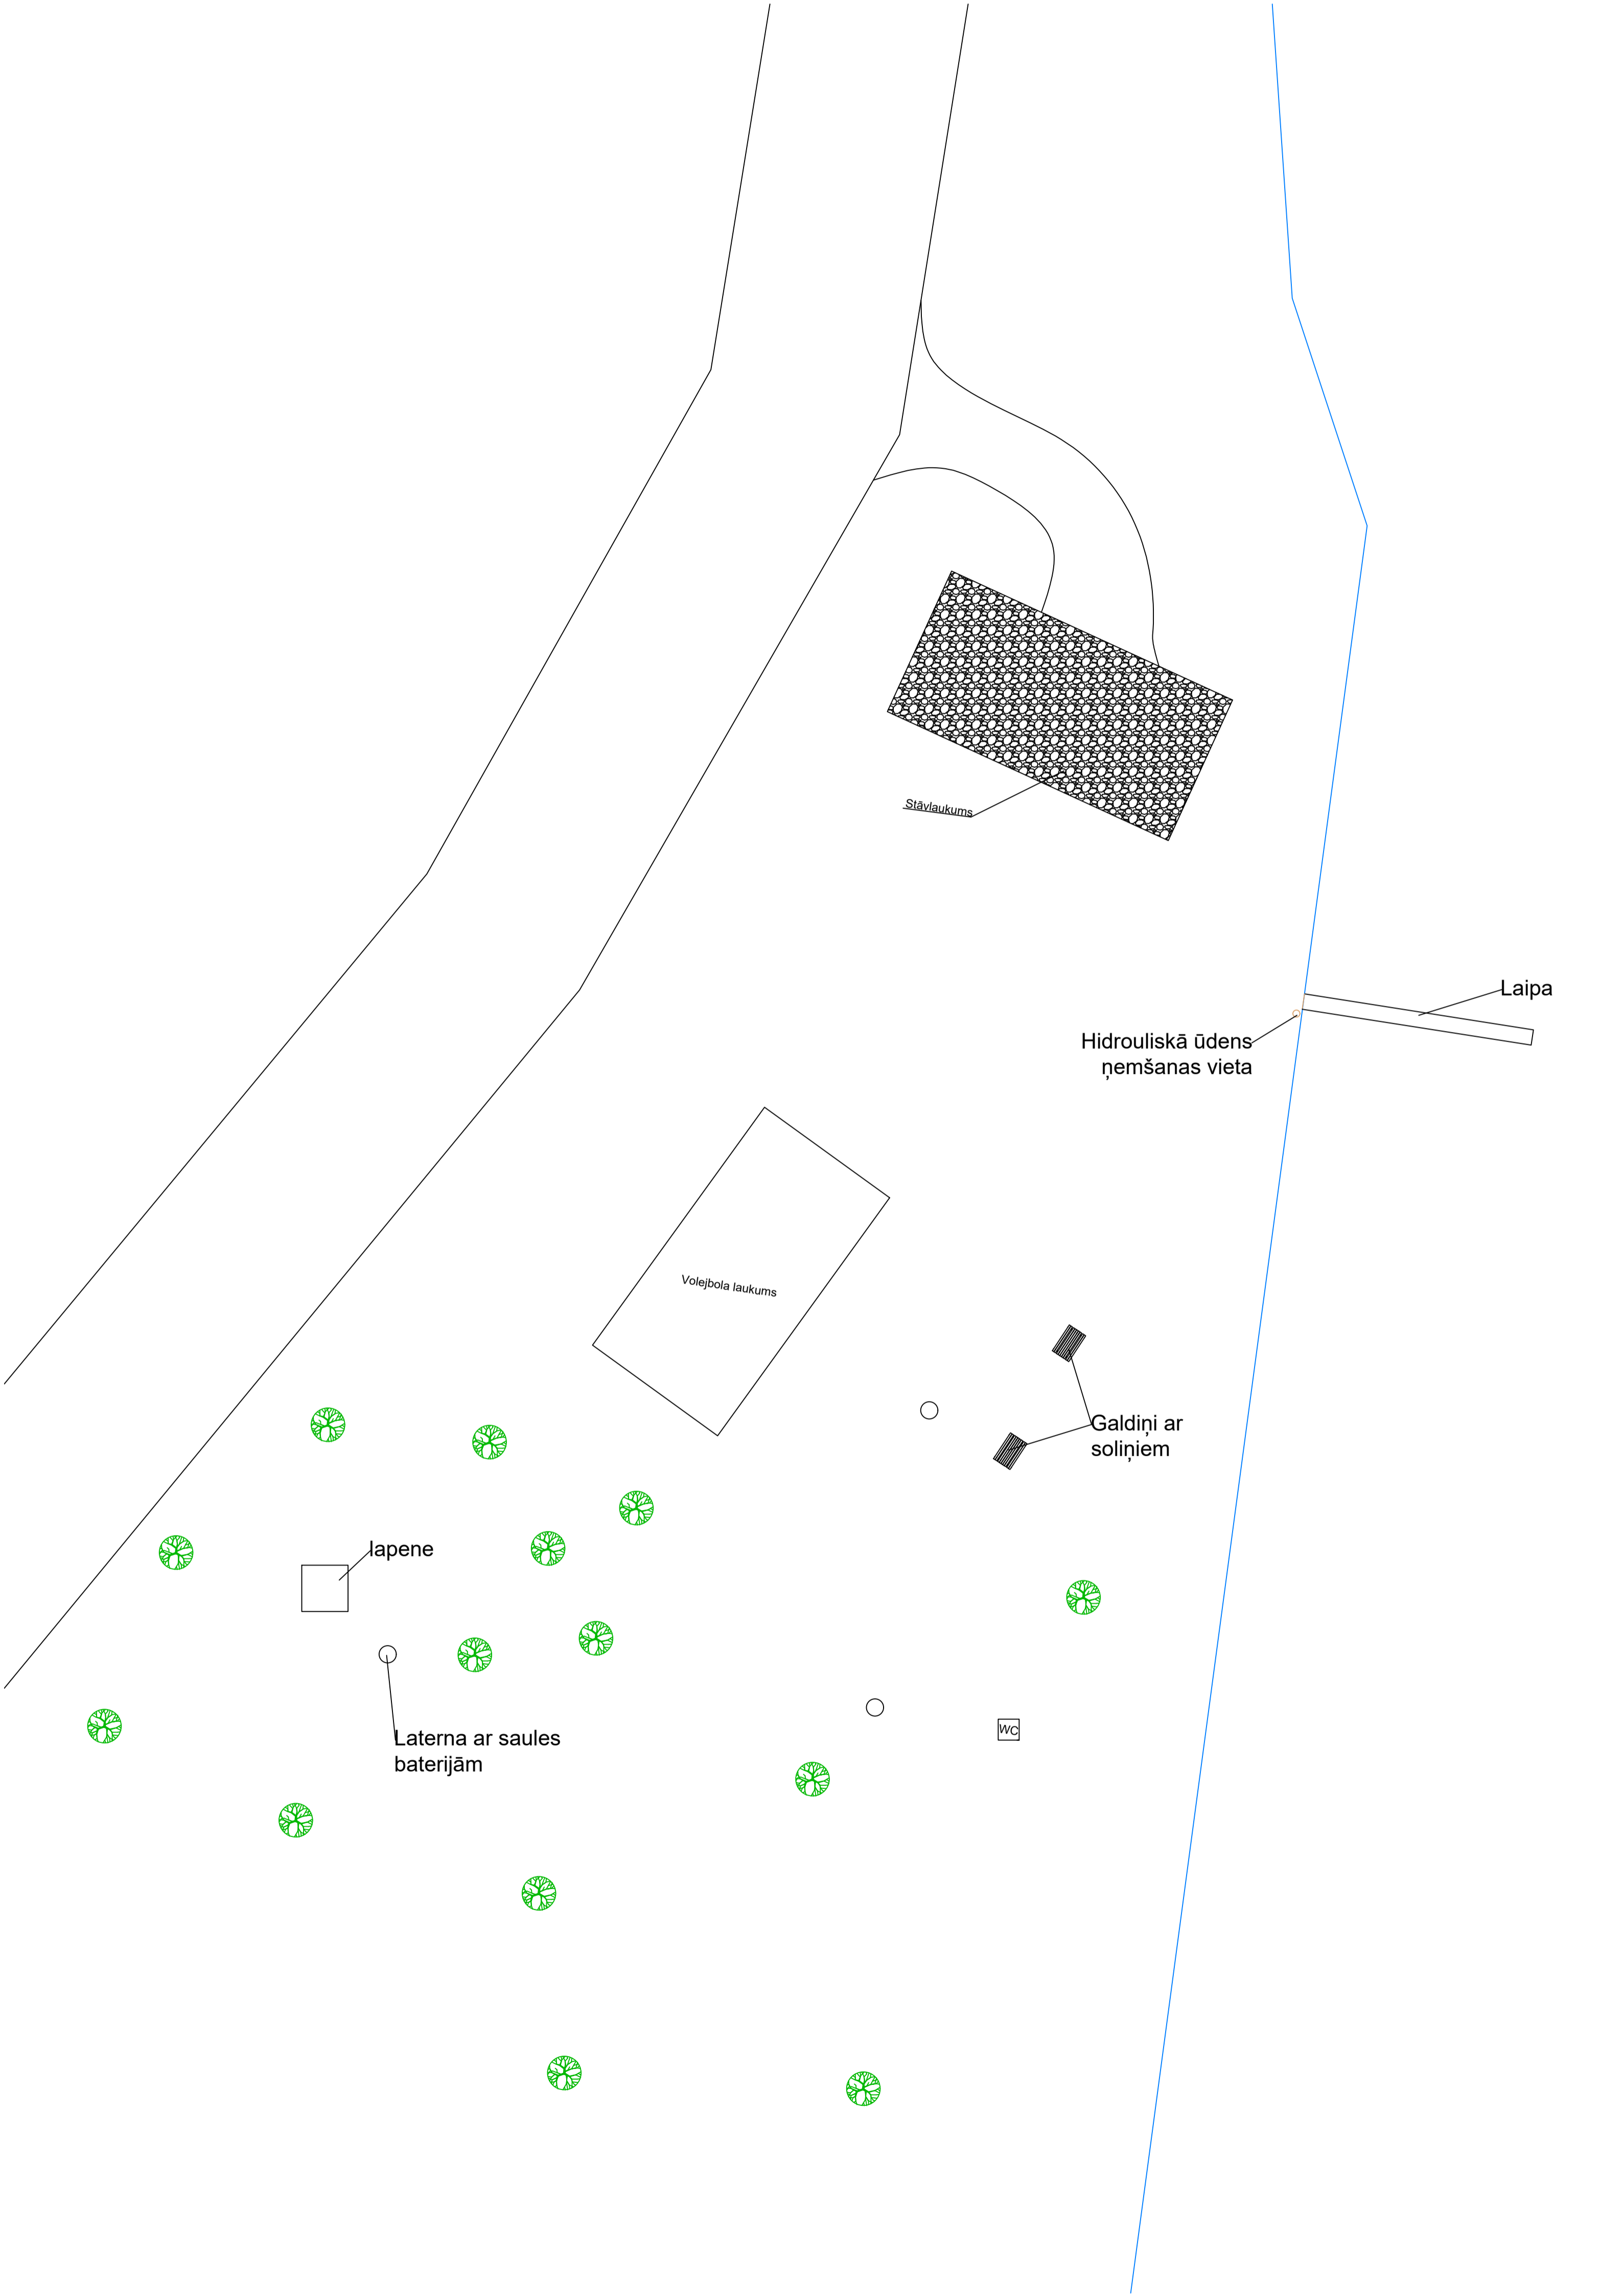 Stāvlaukums
Laipa
Hidrouliskā ūdens
ņemšanas vieta
Volejbola laukums
Galdiņi ar
soliņiem
lapene
Laterna ar saules
baterijām
WC